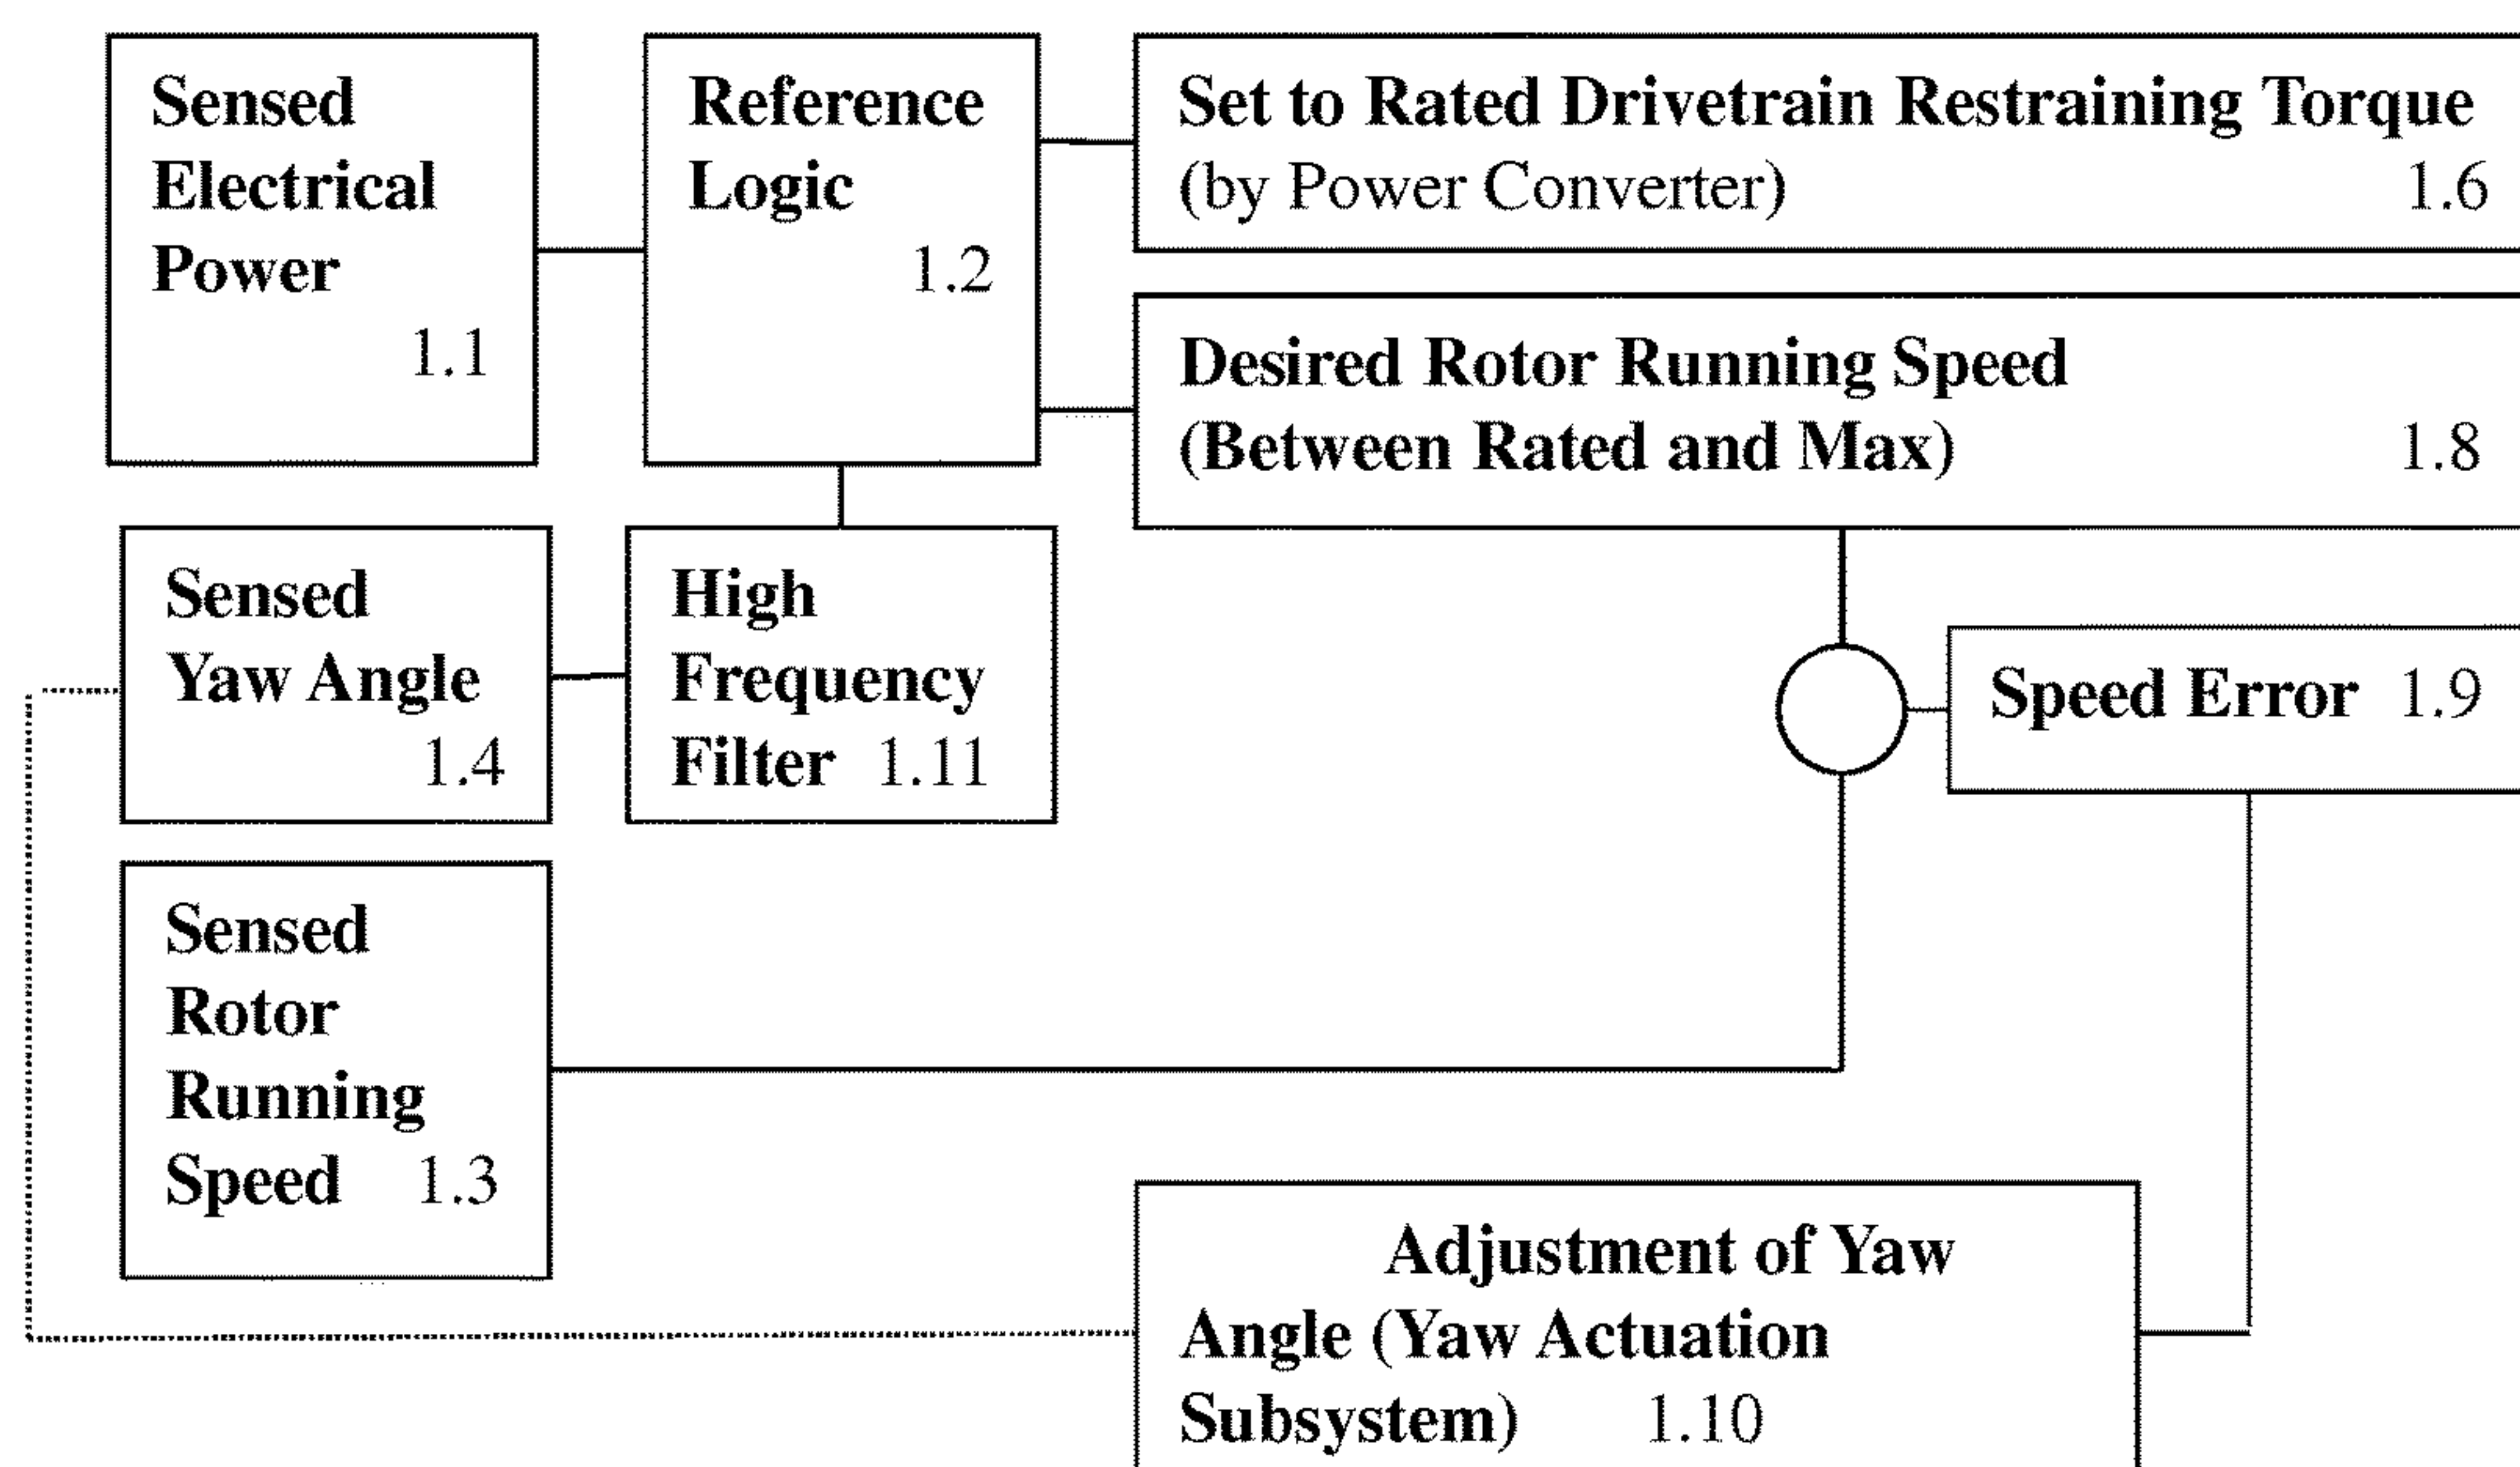 Sensed
Electrical
Power
1.1
Reference
Logic
1.2
Set to Rated Drivetrain Restraining Torque
(by Power Converter) 1.6
Desired Rotor Running Speed
(Between Rated and Max) 1.8
Sensed
Yaw Angle
1.4
High
Frequency
Filter 1.11
Speed Error 1.9
Sensed
Rotor
Running
Speed 1.3
Adjustment of Yaw
Angle (Yaw Actuation
Subsystem) 1.10